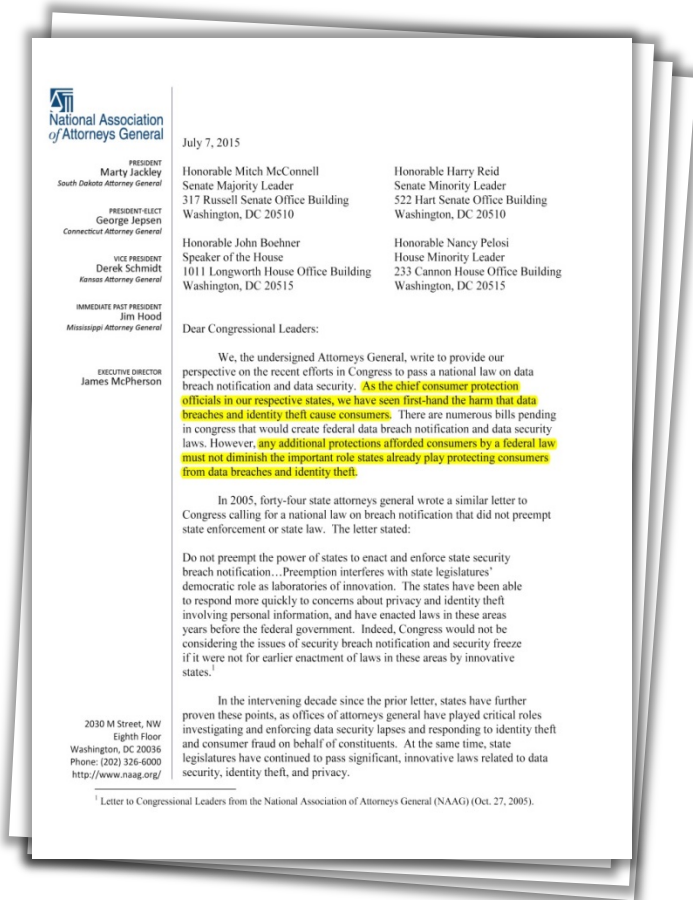 National Association
of Attorneys General
PRESIDENT
Marty Jackley
South Dakota Attorney General
PRESIDENT-ELECT
George Jepsen
Connecticut Attorney General
VICE PRESIDENT
Derek Schmidt
Kansas Attorney General
IMMEDIATE PAST PRESIDENT
Jim Hood
Mississippi Attorney General
EXECUTIVE DIRECTOR
James McPherson
2030 M Street, NW
Eighth Floor
Washington, DC 20036
Phone: (202) 326-6000
http://www.naag.org/
July 7, 2015
Honorable Mitch McConnell
Senate Majority Leader
317 Russell Senate Office Building
Washington, DC 20510
Honorable Harry Reid
Senate Minority Leader
522 Hart Senate Office Building
Washington, DC 20510
Honorable John Boehner
Speaker of the House
1011 Longworth House Office Building
Washington, DC 20515
Honorable Nancy Pelosi
House Minority Leader
233 Cannon House Office Building
Washington, DC 20515
Dear Congressional Leaders:
We, the undersigned Attorneys General, write to provide our
perspective on the recent efforts in Congress to pass a national law on data
breach notification and data security. As the chief consumer protection
officials in our respective states, we have seen first-hand the harm that data
breaches and identity theft cause consumers. There are numerous bills pending
in congress that would create federal data breach notification and data security
laws. However, any additional protections afforded consumers by a federal law
must not diminish the important role states already play protecting consumers
from data breaches and identity theft.
In 2005, forty-four state attorneys general wrote a similar letter to
Congress calling for a national law on breach notification that did not preempt
state enforcement or state law. The letter stated:
Do not preempt the power of states to enact and enforce state security
breach notification…Preemption interferes with state legislatures’
democratic role as laboratories of innovation. The states have been able
to respond more quickly to concerns about privacy and identity theft
involving personal information, and have enacted laws in these areas
years before the federal government. Indeed, Congress would not be
considering the issues of security breach notification and security freeze
if it were not for earlier enactment of laws in these areas by innovative
states.1
In the intervening decade since the prior letter, states have further
proven these points, as offices of attorneys general have played critical roles
investigating and enforcing data security lapses and responding to identity theft
and consumer fraud on behalf of constituents. At the same time, state
legislatures have continued to pass significant, innovative laws related to data
security, identity theft, and privacy.
1 Letter to Congressional Leaders from the National Association of Attorneys General (NAAG) (Oct. 27, 2005).